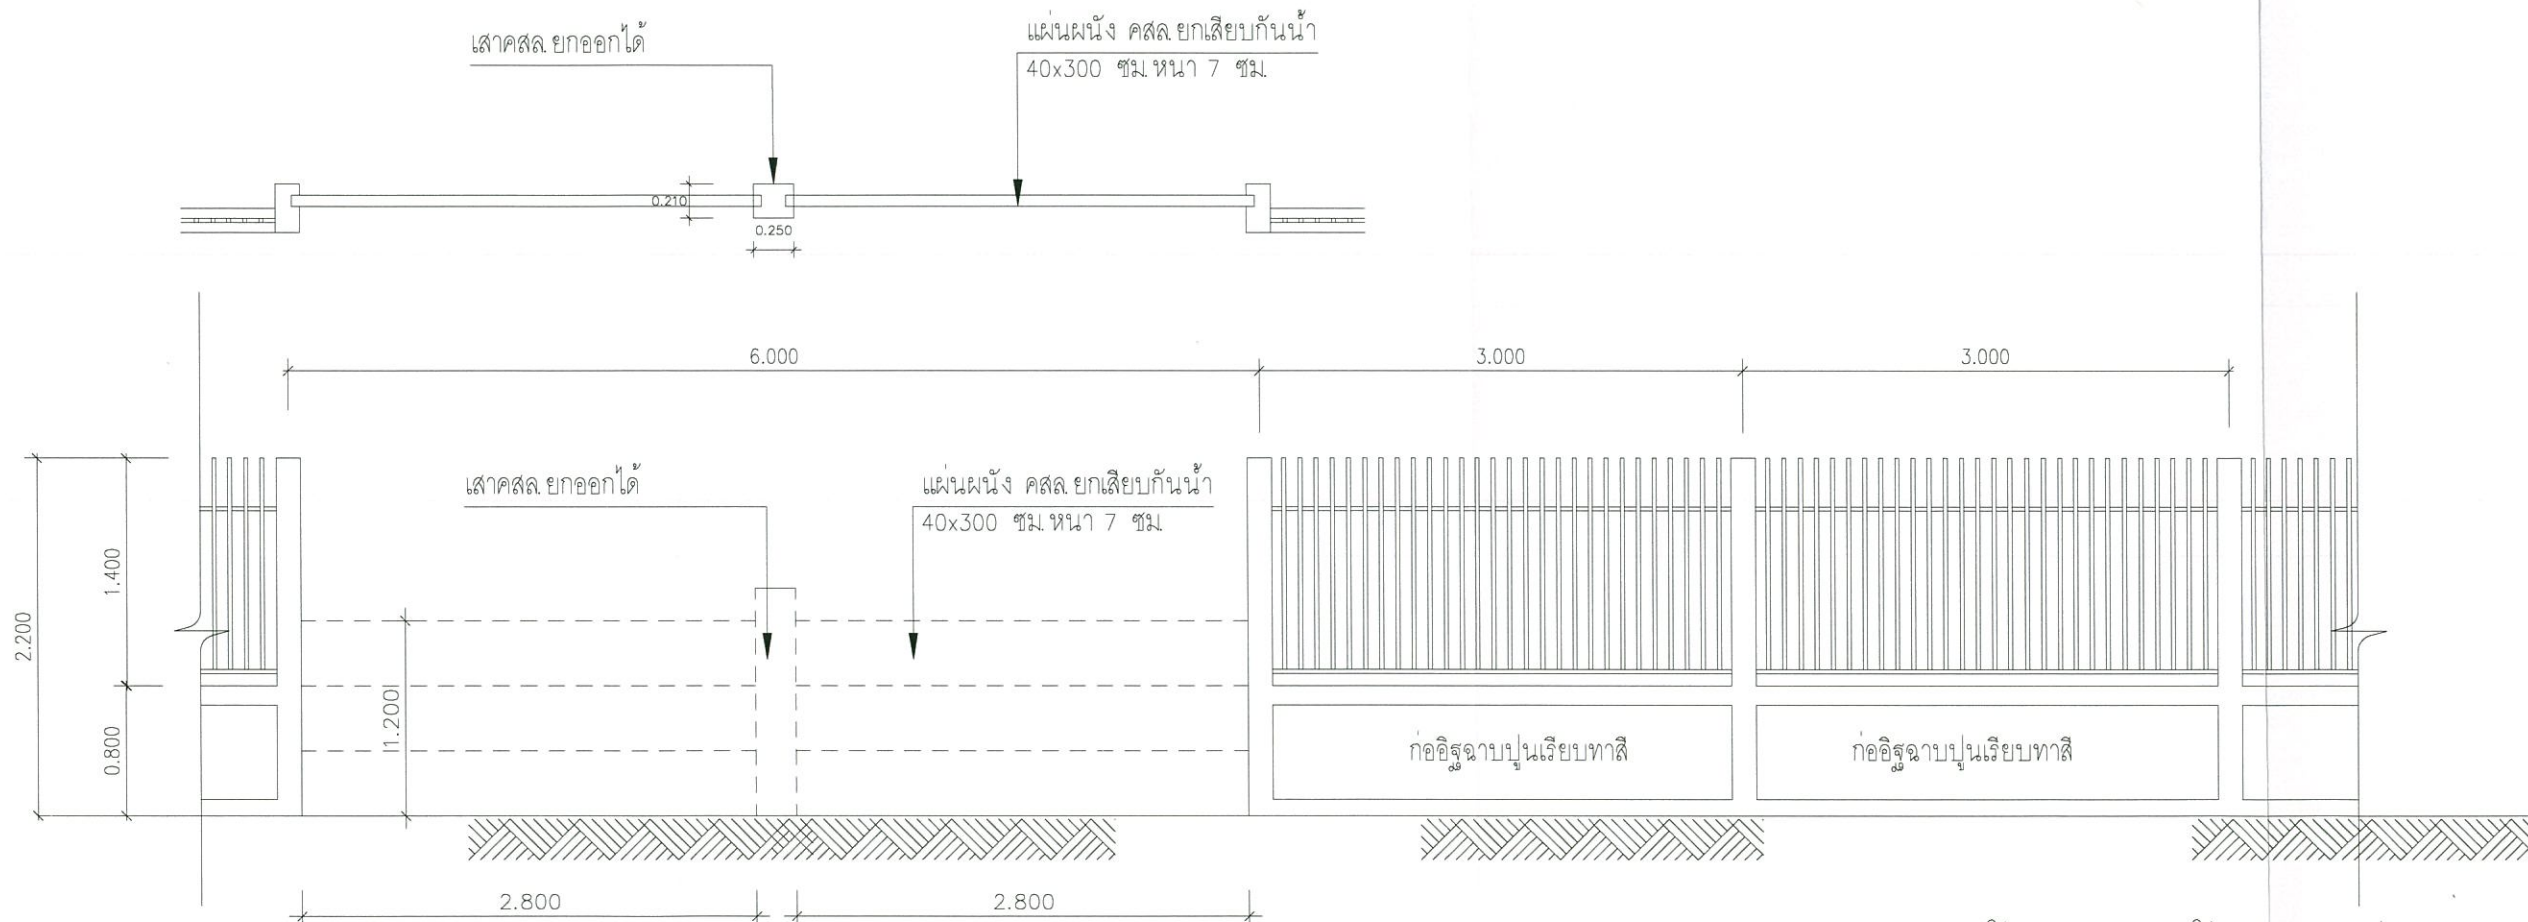 เสาคสล.ยกออกได้
แผ่นผนัง คสล.ยกเสียบกันน้ำ
40x300 ซม.หนา 7 ซม.
0.210
0.250
6.000
3.000
3.000
เสาคสล.ยกออกได้
แผ่นผนัง คสล.ยกเสียบกันน้ำ
40x300 ซม.หนา 7 ซม.
2.200
1.400
0.800
1.200
ก่ออิฐฉาบปูนเรียบทาสี
ก่ออิฐฉาบปูนเรียบทาสี
2.800
2.800